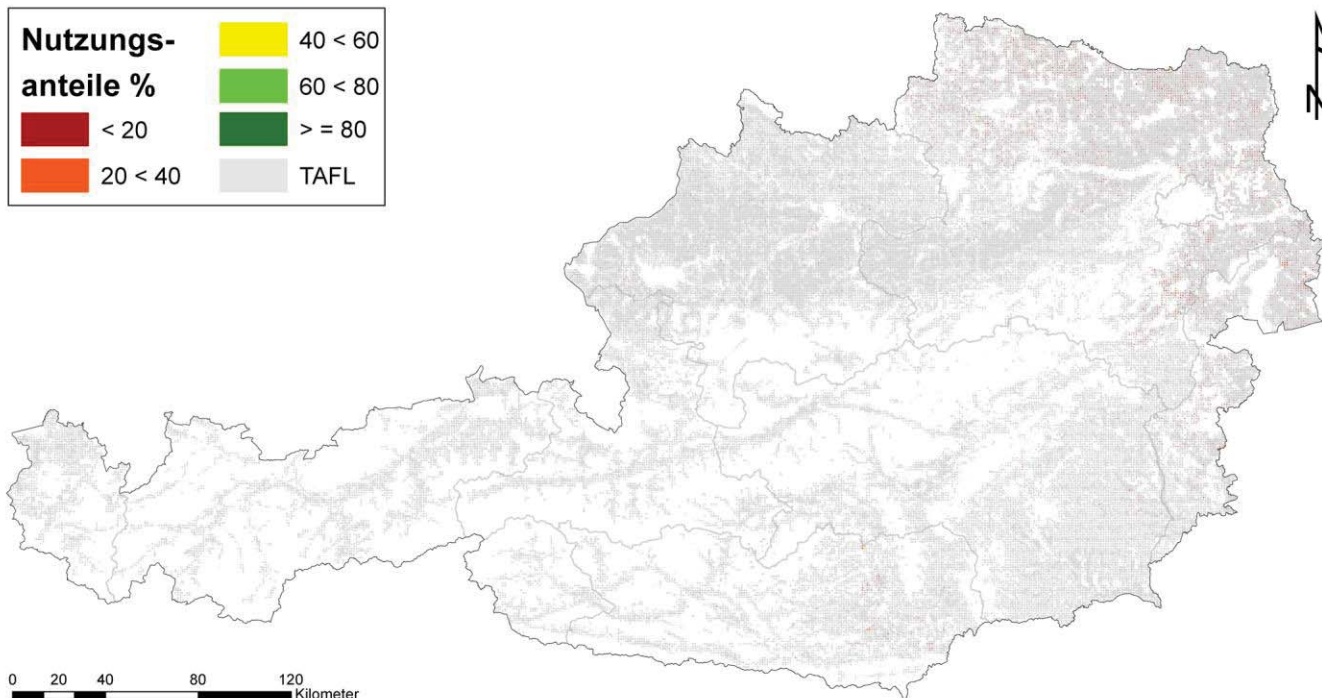 Nutzungs-
anteile %
< 20
20 < 40
40 < 60
60 < 80
> = 80
TAFL
N
0 20 40 80 120
Kilometer